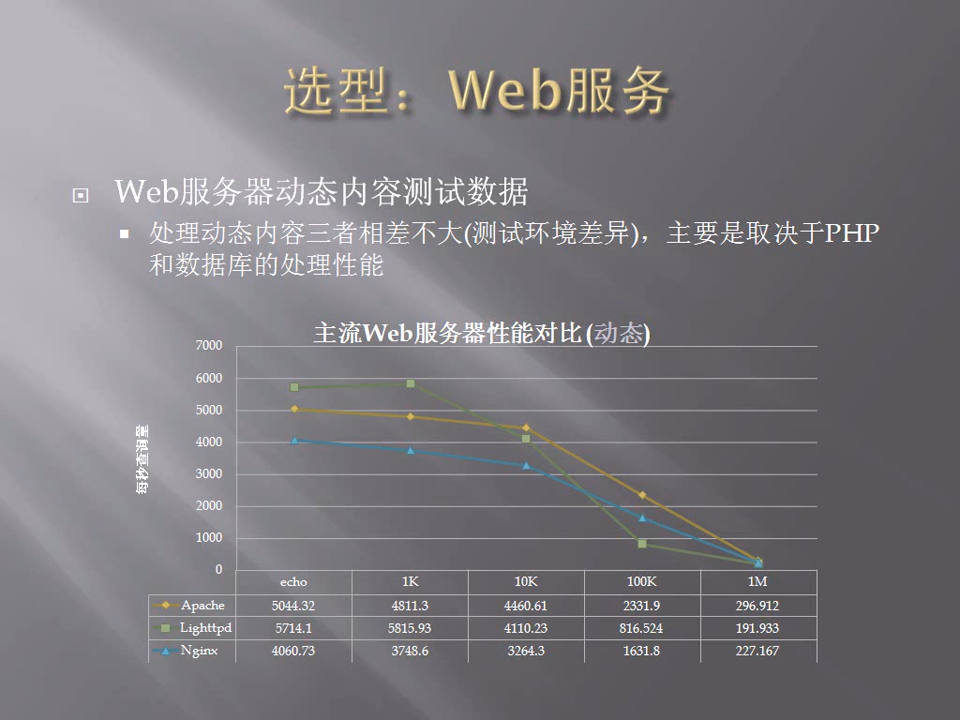 选型：Web服务
Web服务器动态内容测试数据
处理动态内容三者相差不大(测试环境差异)，主要是取决于PHP
和数据库的处理性能
主流Web服务器性能对比(动态)
每秒查询量
7000
6000
5000
4000
3000
2000
1000
0
echo 1K 10K 100K 1M
Apache 5044.32 4811.3 4460.61 2331.9 296.912
Lighttpd 5714.1 5815.93 4110.23 816.524 191.933
Nginx 4060.73 3748.6 3264.3 1631.8 227.167